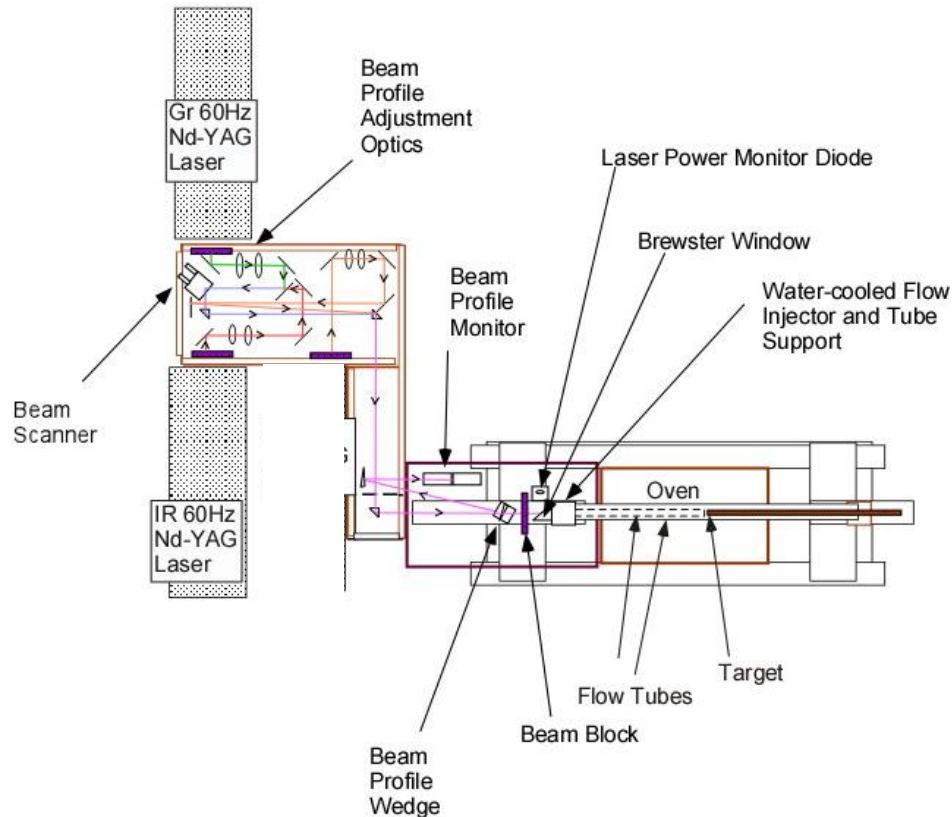 Beam
Profile
Adjustment
Optics
Gr 60Hz
Nd-YAG
Laser
Laser Power Monitor Diode
Brewster Window
Beam
Profile
Monitor
Water-cooled Flow
Injector and Tube
Support
Beam
Scanner
Oven
IR 60Hz
Nd-YAG
Laser
Target
Flow Tubes
Beam Block
Beam
Profile
Wedge